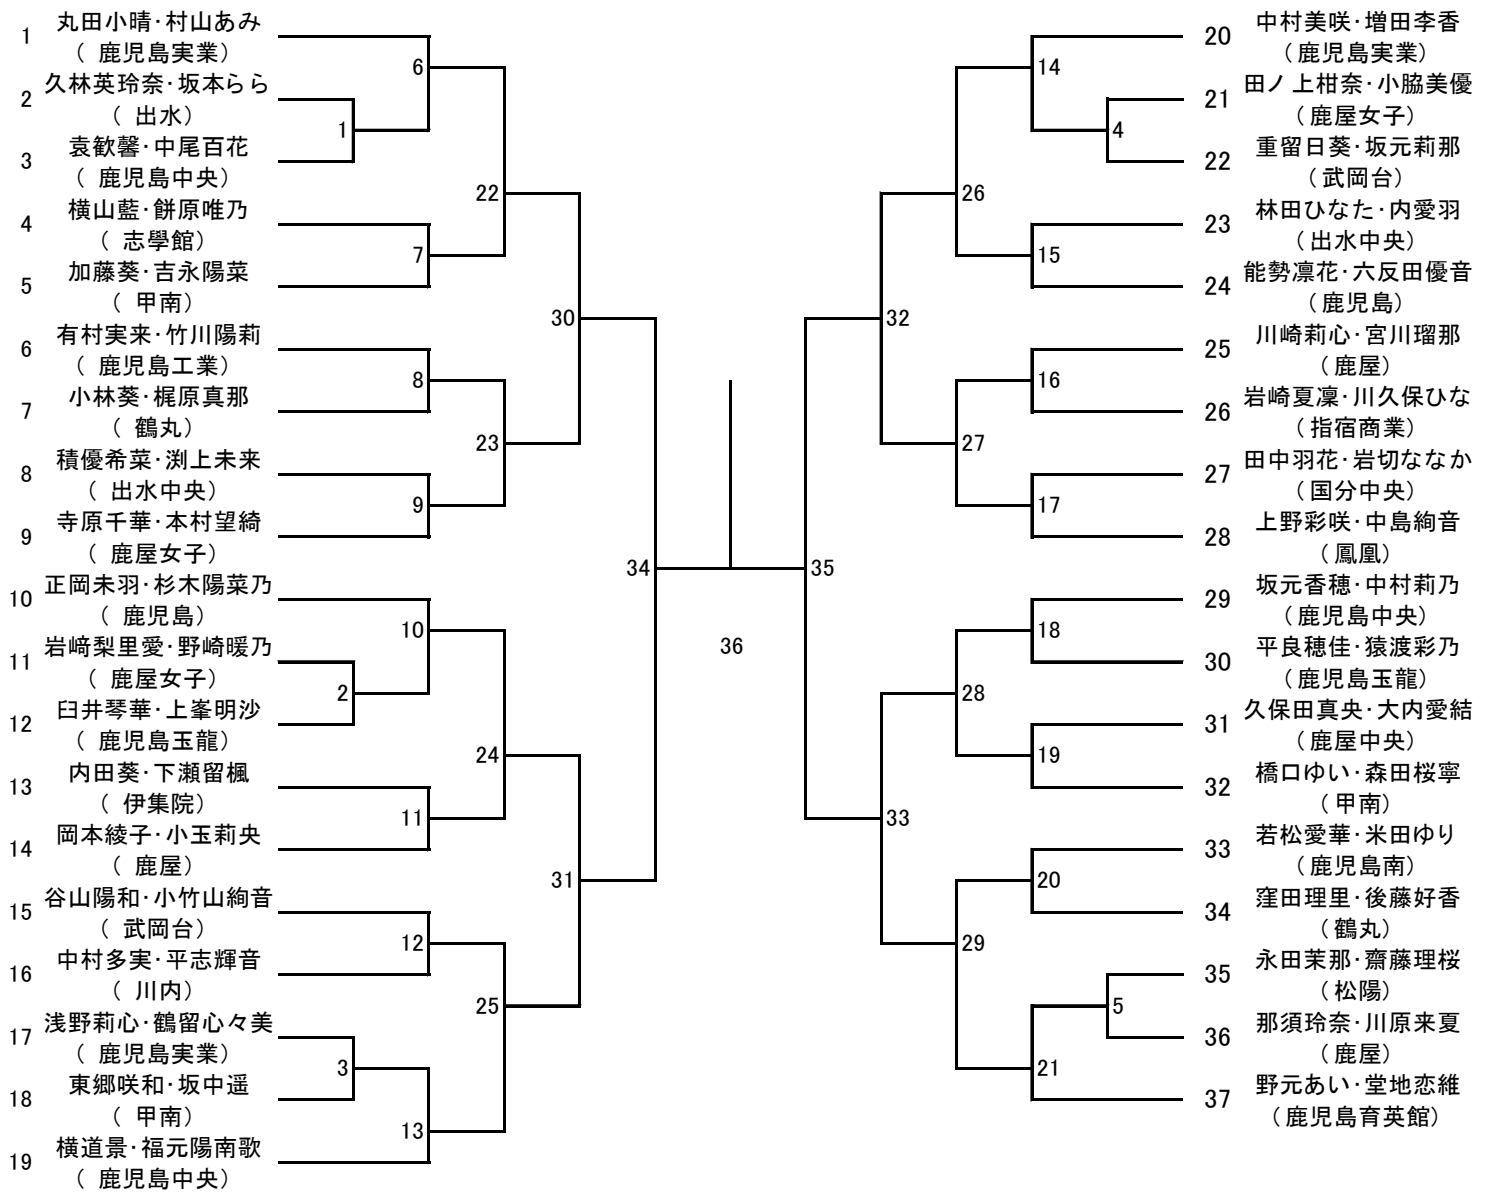 1 丸田小晴・村山あみ
( 鹿児島実業)
2 久林英玲奈・坂本らら
( 出水)
3 袁歓馨・中尾百花
( 鹿児島中央)
4 横山藍・餅原唯乃
( 志學館)
5 加藤葵・吉永陽菜
( 甲南)
6 有村実来・竹川陽莉
( 鹿児島工業)
7 小林葵・梶原真那
( 鶴丸)
8 積優希菜・渕上未来
( 出水中央)
9 寺原千華・本村望綺
( 鹿屋女子)
10 正岡未羽・杉木陽菜乃
( 鹿児島)
11 岩﨑梨里愛・野崎暖乃
( 鹿屋女子)
12 臼井琴華・上峯明沙
( 鹿児島玉龍)
13 内田葵・下瀬留楓
( 伊集院)
14 岡本綾子・小玉莉央
( 鹿屋)
15 谷山陽和・小竹山絢音
( 武岡台)
16 中村多実・平志輝音
( 川内)
17 浅野莉心・鶴留心々美
( 鹿児島実業)
18 東郷咲和・坂中遥
( 甲南)
19 横道景・福元陽南歌
( 鹿児島中央)
1
2
3
6
7
8
9
10
11
12
13
22
23
24
25
30
31
34
36
35
32
33
26
27
28
29
14
15
16
17
18
19
20
21
4
5
20 中村美咲・増田李香
(鹿児島実業)
21 田ノ上柑奈・小脇美優
(鹿屋女子)
22 重留日葵・坂元莉那
(武岡台)
23 林田ひなた・内愛羽
(出水中央)
24 能勢凛花・六反田優音
(鹿児島)
25 川崎莉心・宮川瑠那
(鹿屋)
26 岩崎夏凜・川久保ひな
(指宿商業)
27 田中羽花・岩切ななか
(国分中央)
28 上野彩咲・中島絢音
(鳳凰)
29 坂元香穂・中村莉乃
(鹿児島中央)
30 平良穂佳・猿渡彩乃
(鹿児島玉龍)
31 久保田真央・大内愛結
(鹿屋中央)
32 橋口ゆい・森田桜寧
(甲南)
33 若松愛華・米田ゆり
(鹿児島南)
34 窪田理里・後藤好香
(鶴丸)
35 永田茉那・齋藤理桜
(松陽)
36 那須玲奈・川原来夏
(鹿屋)
37 野元あい・堂地恋維
(鹿児島育英館)